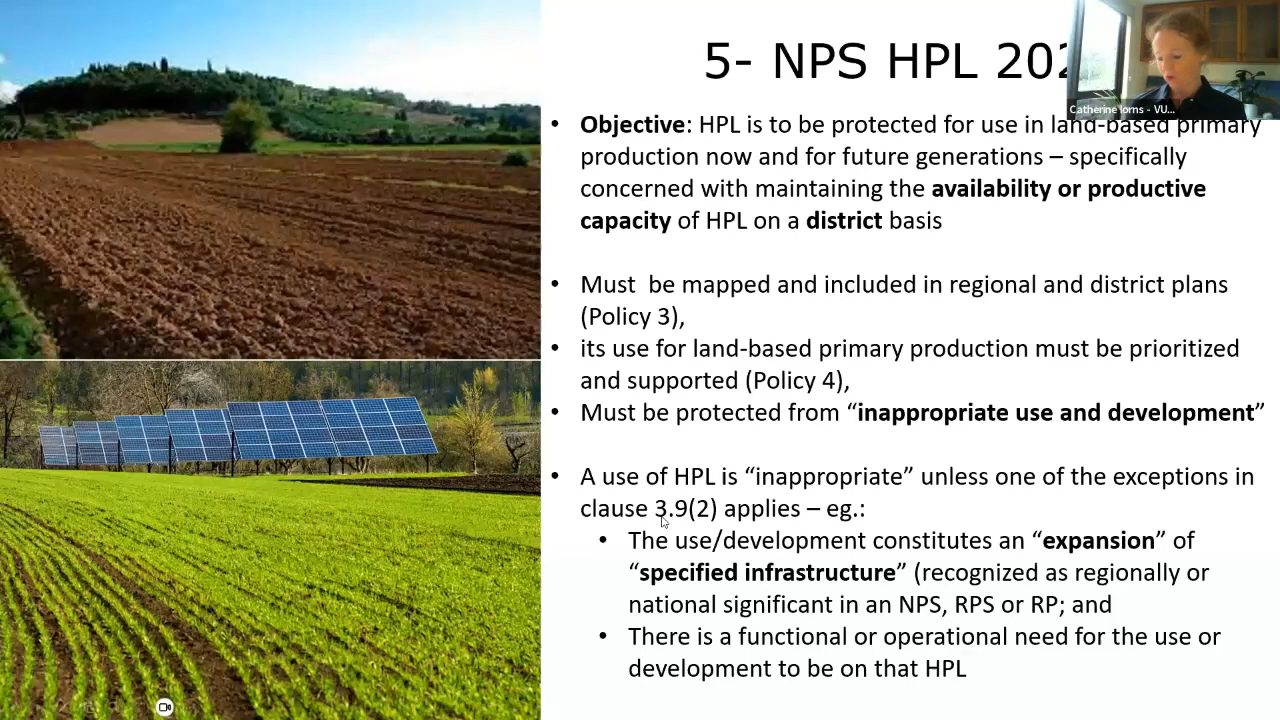 5- NPS HPL 202
Catherine Iorns - VU...
• Objective: HPL is to be protected for use in land-based primary
production now and for future generations – specifically
concerned with maintaining the availability or productive
capacity of HPL on a district basis
• Must  be mapped and included in regional and district plans
(Policy 3),
• its use for land-based primary production must be prioritized
and supported (Policy 4),
• Must be protected from “inappropriate use and development”
• A use of HPL is “inappropriate” unless one of the exceptions in
clause 3.9(2) applies – eg.:
• The use/development constitutes an “expansion” of
“specified infrastructure” (recognized as regionally or
national significant in an NPS, RPS or RP; and
• There is a functional or operational need for the use or
development to be on that HPL